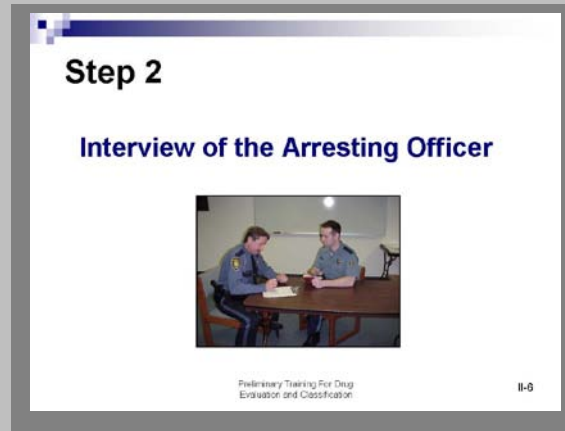 Step 2
Interview of the Arresting Officer
Preliminary Training For Drug
Evaluation and Classification
II-6